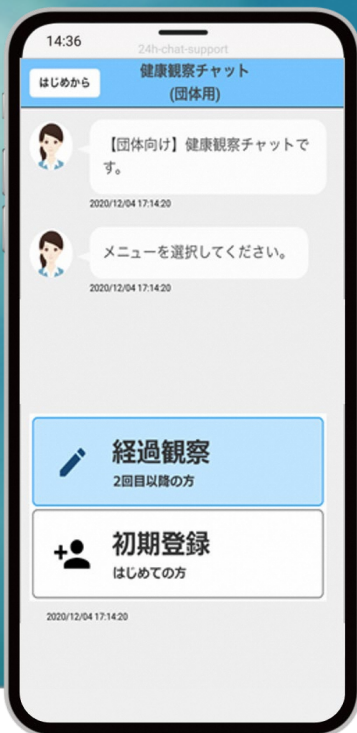 14:36
24h-chat-support
はじめから
健康観察チャット
(団体用)
【団体向け】健康観察チャットで
す。
2020/12/04 17:14:20
メニューを選択してください。
2020/12/04 17:14:20
経過観察
2回目以降の方
初期登録
はじめての方
2020/12/04 17:14:20